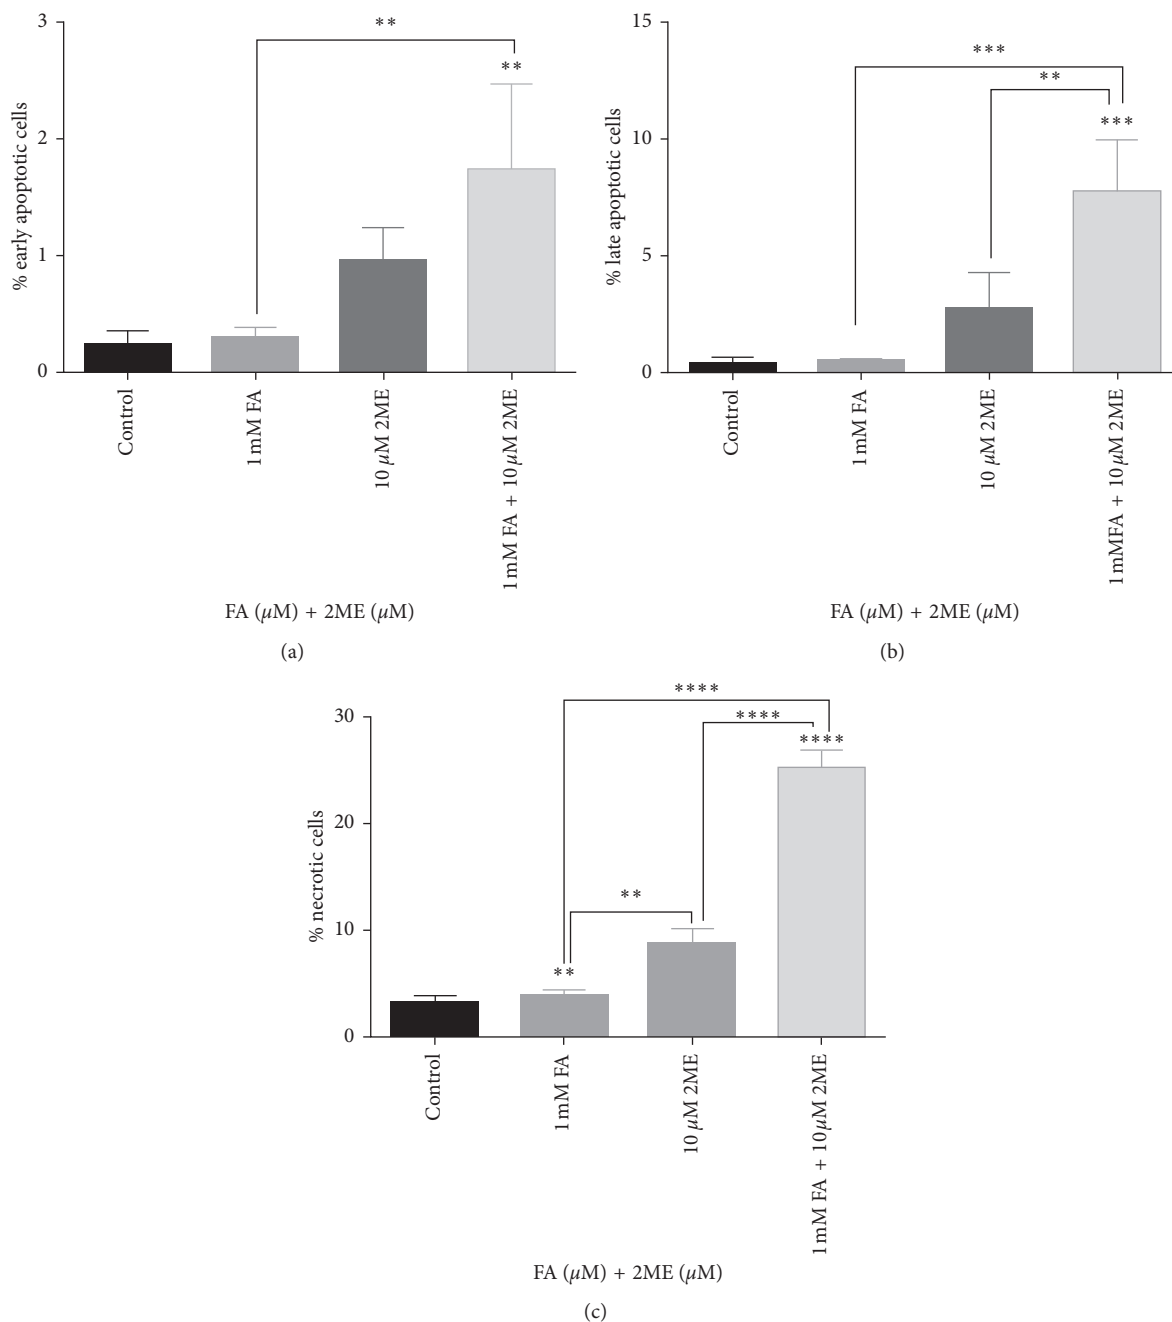 3
2
1
0
% early apoptotic cells
**
**
Control
1 mM FA
10 μM 2ME
1 mM FA + 10 μM 2ME
FA (μM) + 2ME (μM)
(a)
15
10
5
0
% late apoptotic cells
***
**
***
Control
1 mM FA
10 μM 2ME
1 mMFA + 10 μM 2ME
FA (μM) + 2ME (μM)
(b)
30
20
10
0
% necrotic cells
****
****
****
**
**
Control
1 mM FA
10 μM 2ME
1 mM FA + 10 μM 2ME
FA (μM) + 2ME (μM)
(c)